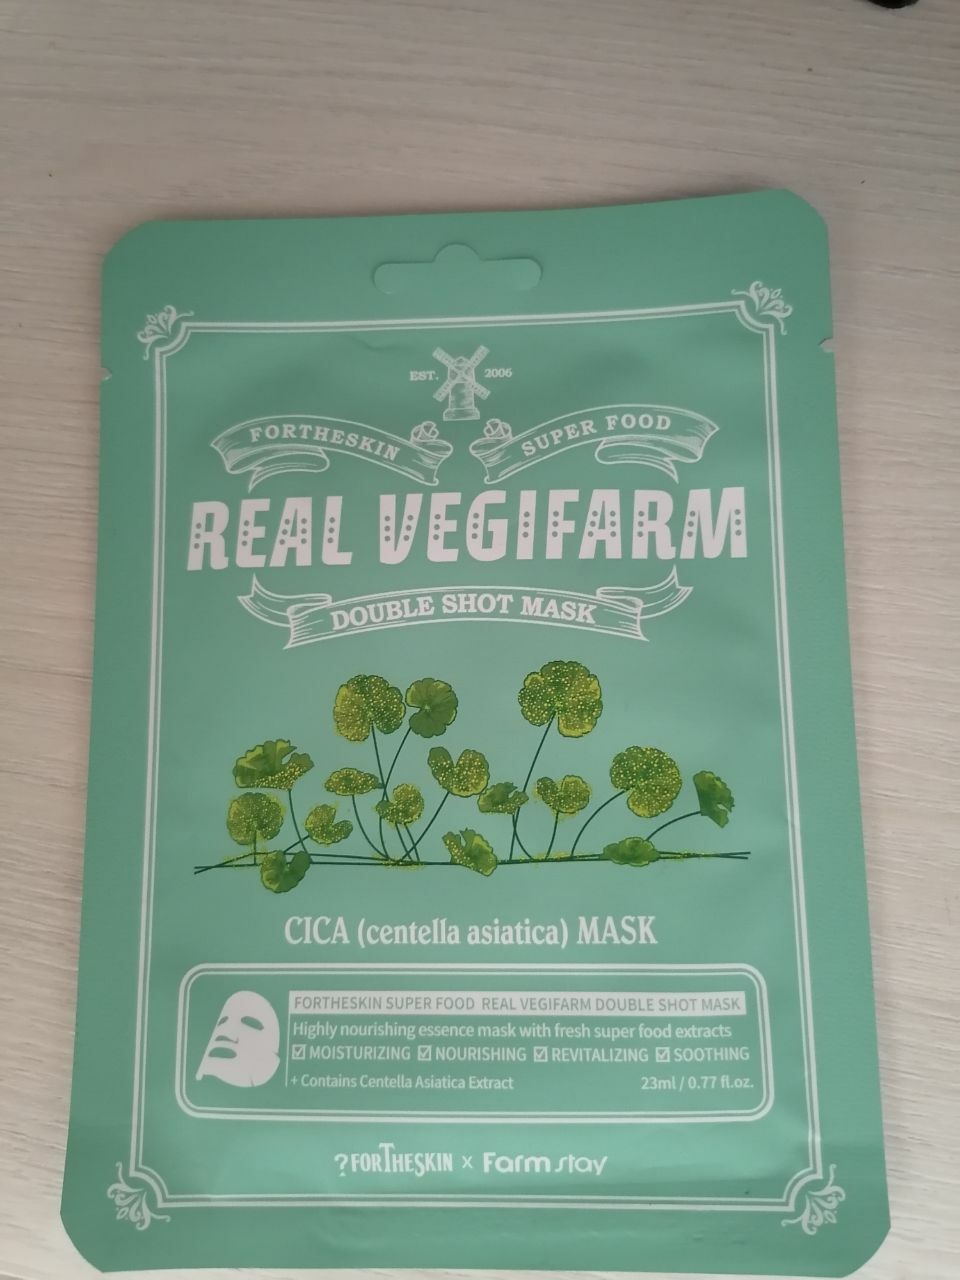 EST. 2006
FORTHESKIN SUPER FOOD
REAL VEGIFARM
DOUBLE SHOT MASK
CICA (centella asiatica) MASK
FORTHESKIN SUPER FOOD REAL VEGIFARM DOUBLE SHOT MASK
Highly nourishing essence mask with fresh super food extracts
☑ MOISTURIZING ☑ NOURISHING ☑ REVITALIZING ☑ SOOTHING
+ Contains Centella Asiatica Extract 23ml / 0.77 fl.oz.
?FORTHESKIN x Farmstay